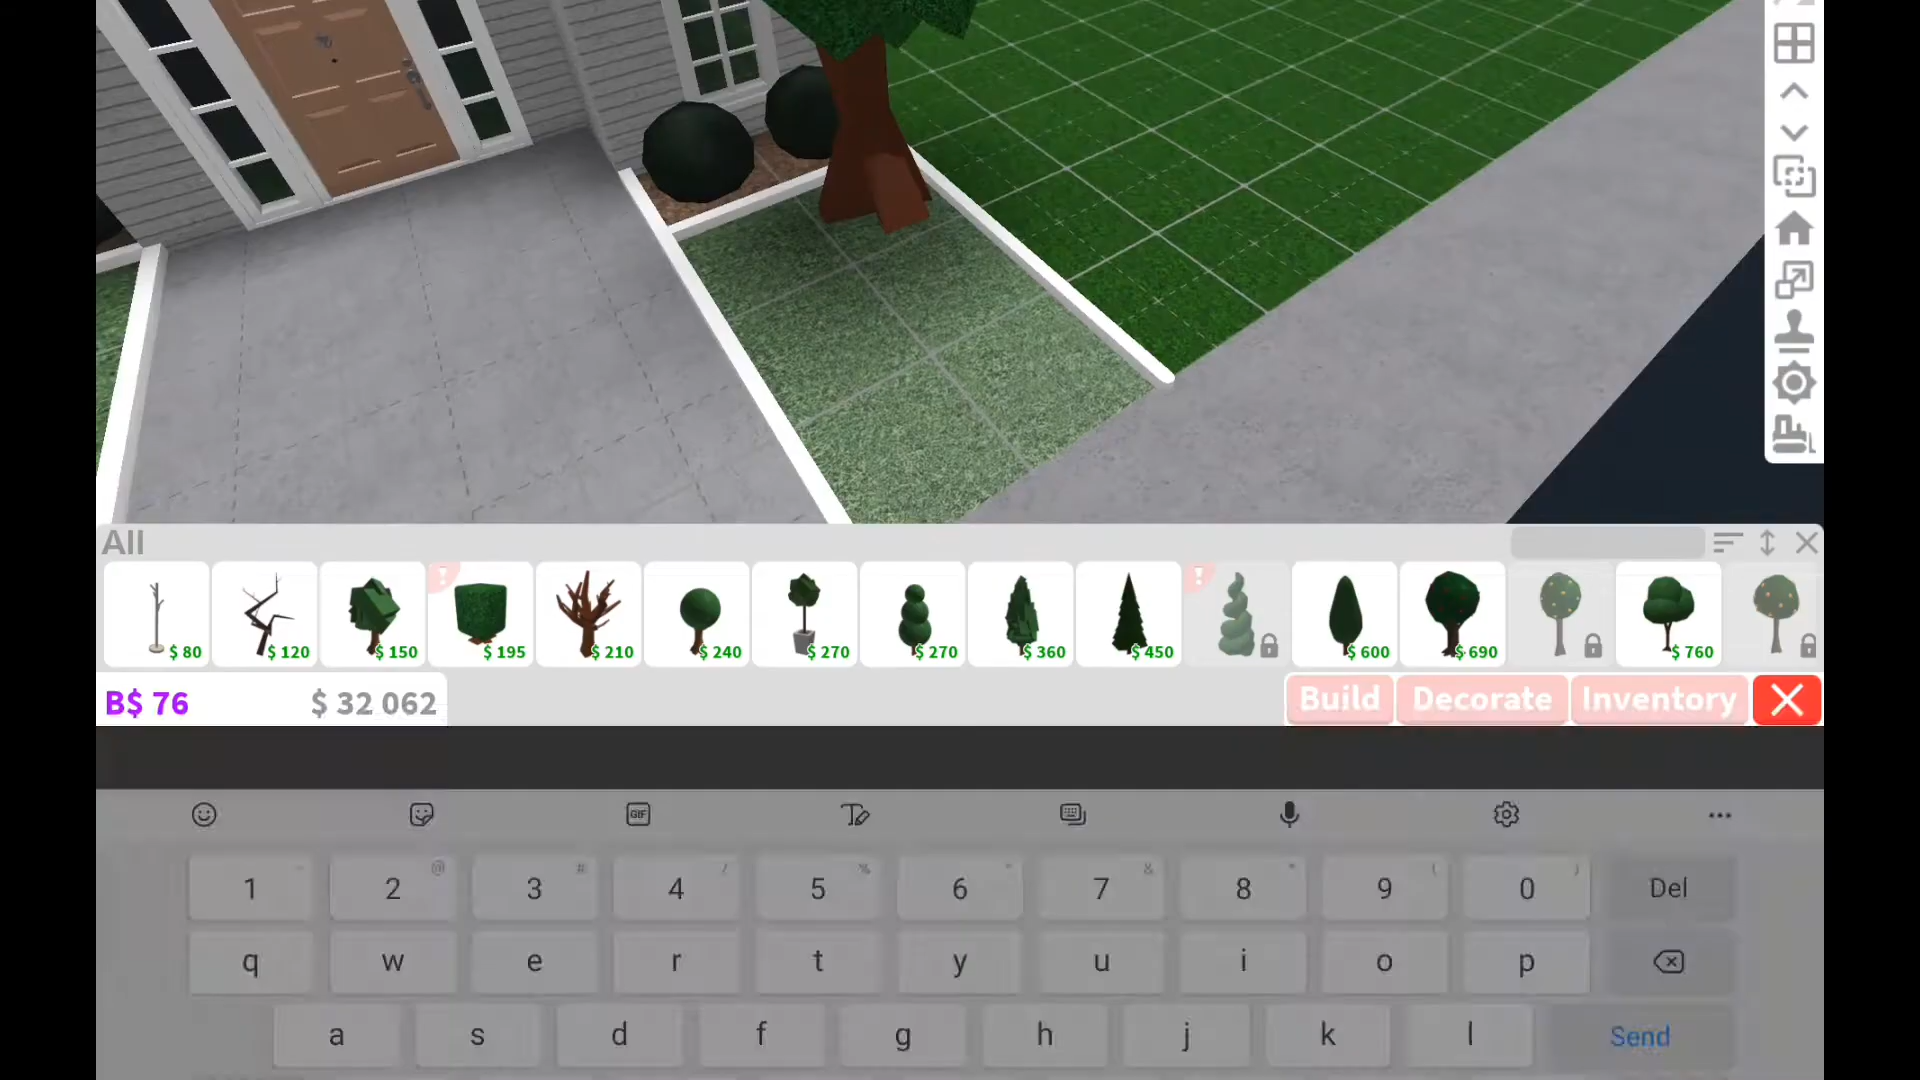 All
$ 80
$ 120
$ 150
$ 195
$ 210
$ 240
$ 270
$ 270
$ 360
$ 450
$ 600
$ 690
$ 760
B$ 76
$ 32 062
Build
Decorate
Inventory
GIF
1 2 @ 3 # 4 / 5 % 6 ^ 7 & 8 * 9 ( 0 ) Del
q w e r t y u i o p
a s d f g h j k l Send